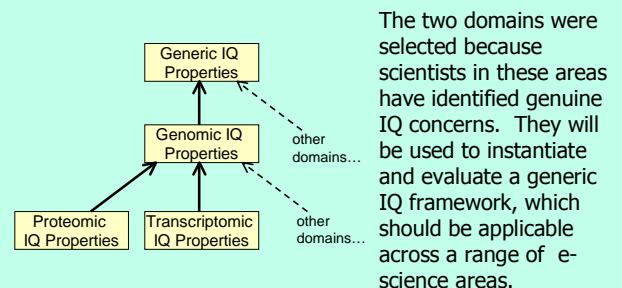 Generic IQ
Properties
Genomic IQ
Properties
other
domains…
Proteomic
IQ Properties
Transcriptomic
IQ Properties
other
domains…
The two domains were
selected because
scientists in these areas
have identified genuine
IQ concerns. They will
be used to instantiate
and evaluate a generic
IQ framework, which
should be applicable
across a range of e-
science areas.